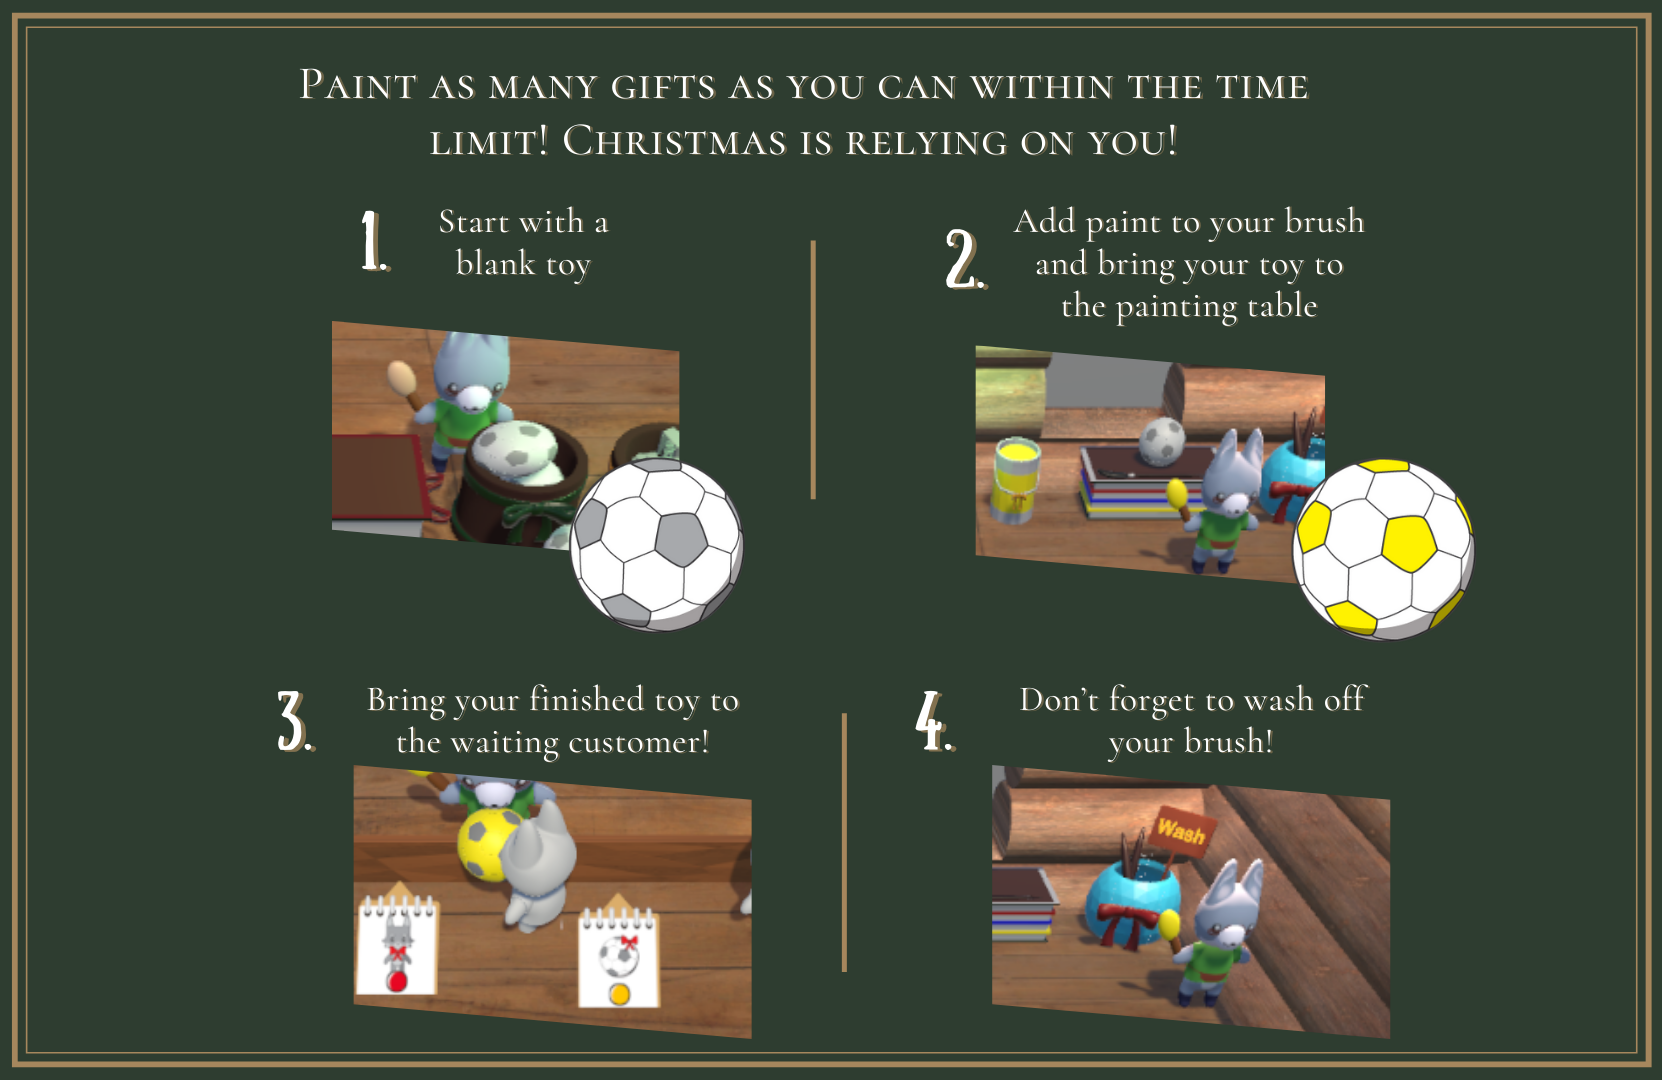 Paint as many gifts as you can within the time
limit! Christmas is relying on you!
1.
Start with a
blank toy
2.
Add paint to your brush
and bring your toy to
the painting table
3.
Bring your finished toy to
the waiting customer!
4.
Don't forget to wash off
your brush!
Wash